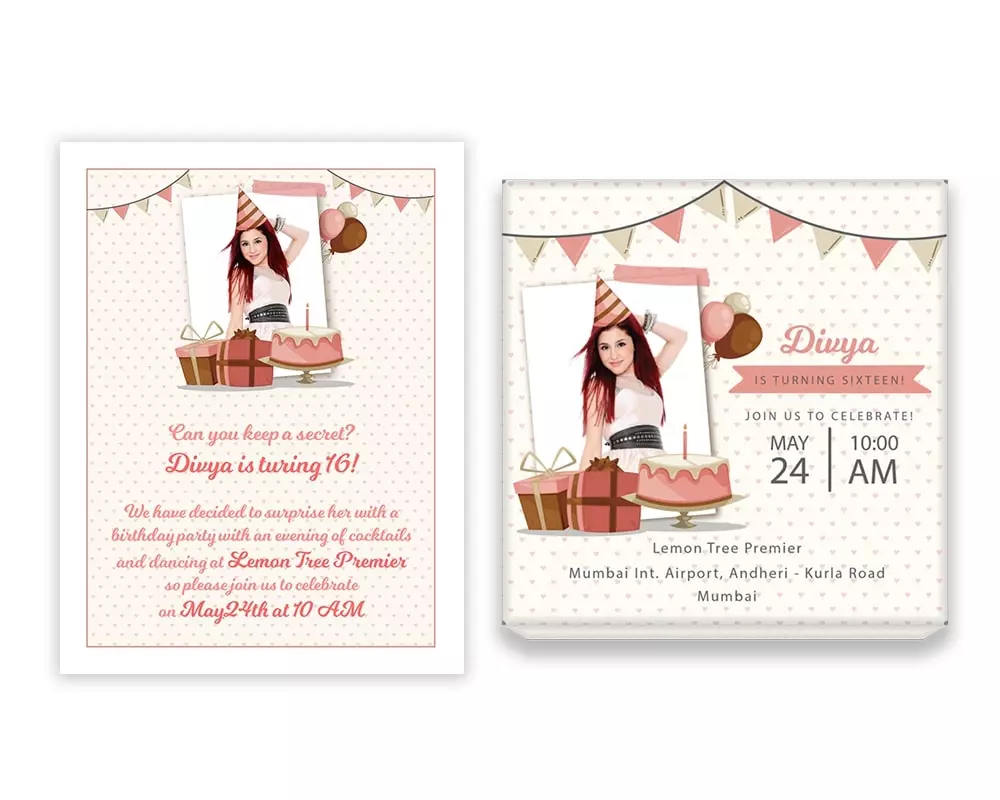 Can you keep a secret?
Divya is turing 16!
We have decided to surprise her with a
birthday party with an evening of cocktails
and dancing at Lemon Tree Premier
so please join us to celebrate
on May24th at 10 AM
Divya
IS TURNING SIXTEEN!
JOIN US TO CELEBRATE!
MAY
24
10:00
AM
Lemon Tree Premier
Mumbai Int. Airport, Andheri - Kurla Road
Mumbai